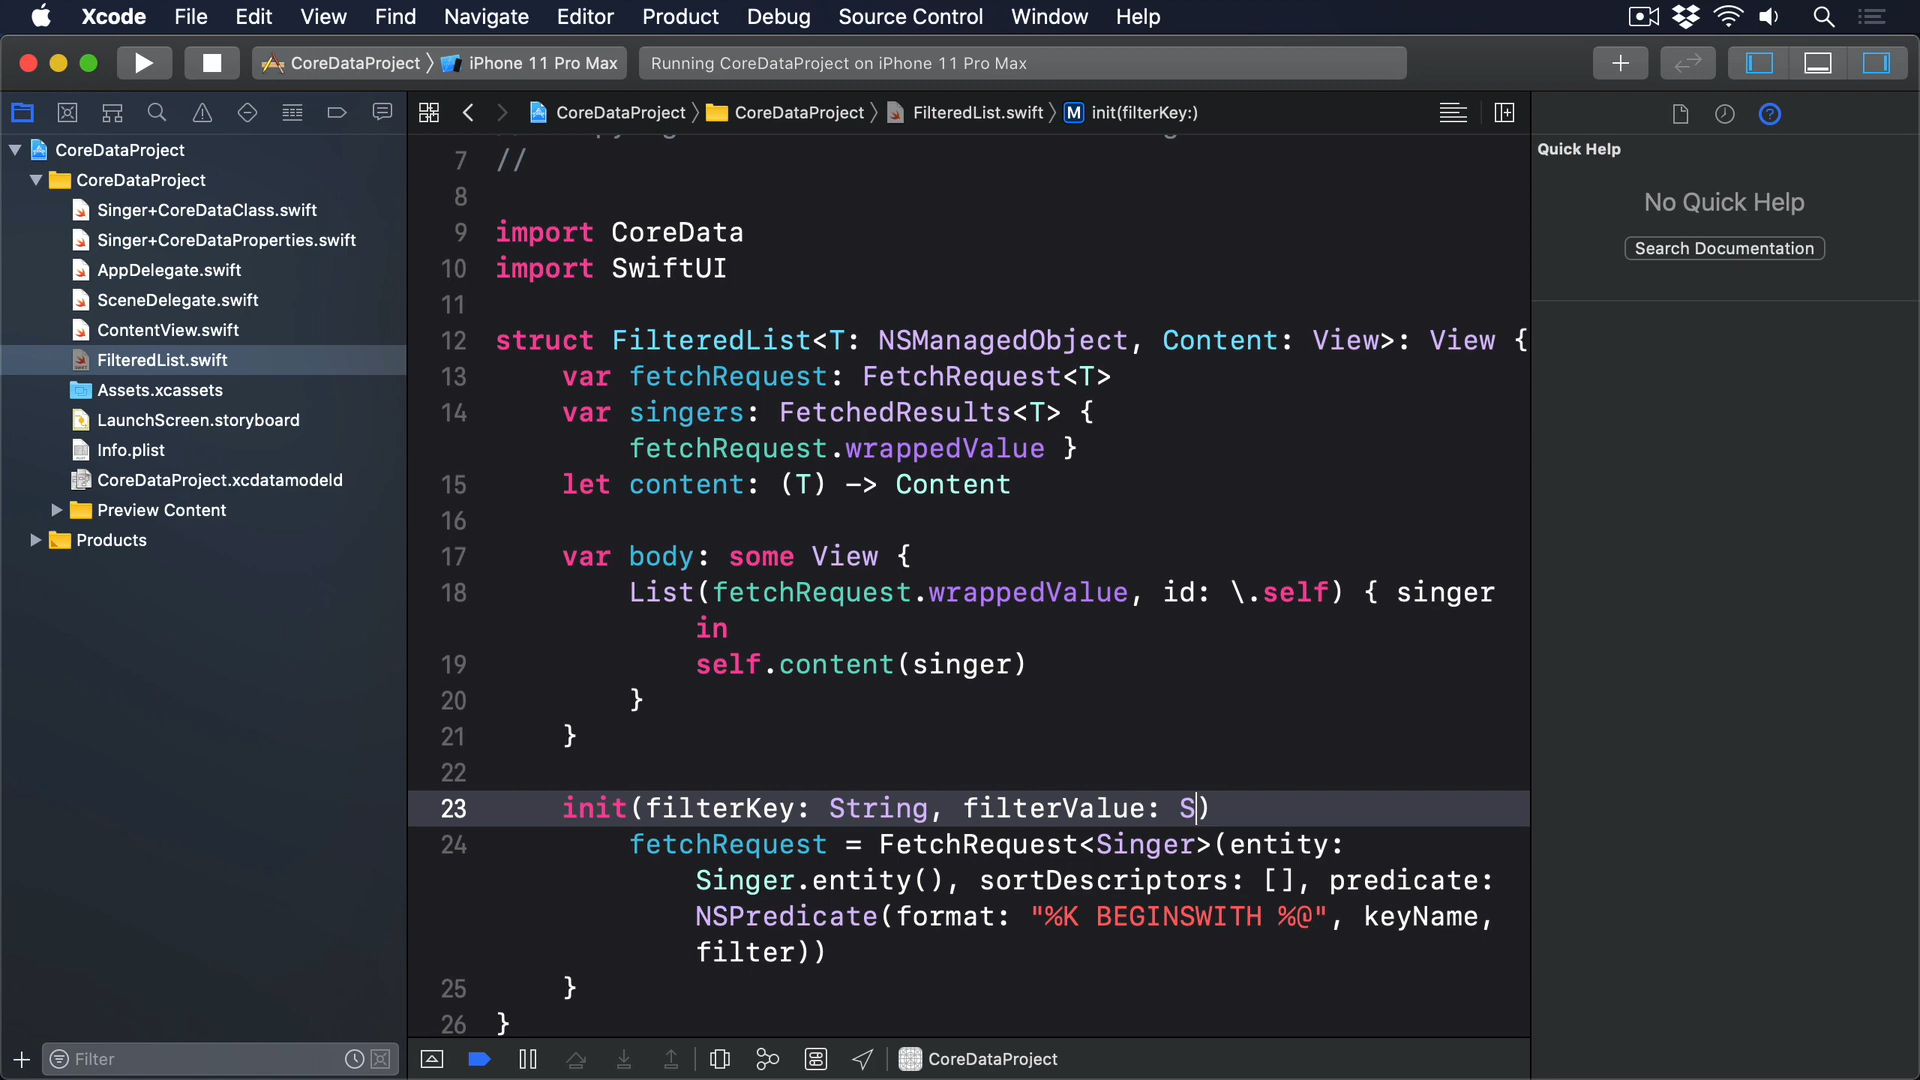 Xcode File Edit View Find Navigate Editor Product Debug Source Control Window Help
CoreDataProject iPhone 11 Pro Max
Running CoreDataProject on iPhone 11 Pro Max
CoreDataProject CoreDataProject FilteredList.swift M init(filterKey:)
CoreDataProject
CoreDataProject
Singer+CoreDataClass.swift
Singer+CoreDataProperties.swift
AppDelegate.swift
SceneDelegate.swift
ContentView.swift
FilteredList.swift
Assets.xcassets
LaunchScreen.storyboard
Info.plist
CoreDataProject.xcdatamodeld
Preview Content
Products
Filter
7 //
8
9 import CoreData
10 import SwiftUI
11
12 struct FilteredList<T: NSManagedObject, Content: View>: View {
13 var fetchRequest: FetchRequest<T>
14 var singers: FetchedResults<T> {
fetchRequest.wrappedValue }
15 let content: (T) -> Content
16
17 var body: some View {
18 List(fetchRequest.wrappedValue, id: \.self) { singer
in
19 self.content(singer)
20 }
21 }
22
23 init(filterKey: String, filterValue: S)
24 fetchRequest = FetchRequest<Singer>(entity:
Singer.entity(), sortDescriptors: [], predicate:
NSPredicate(format: "%K BEGINSWITH %@", keyName,
filter))
25 }
26 }
CoreDataProject
Quick Help
No Quick Help
Search Documentation